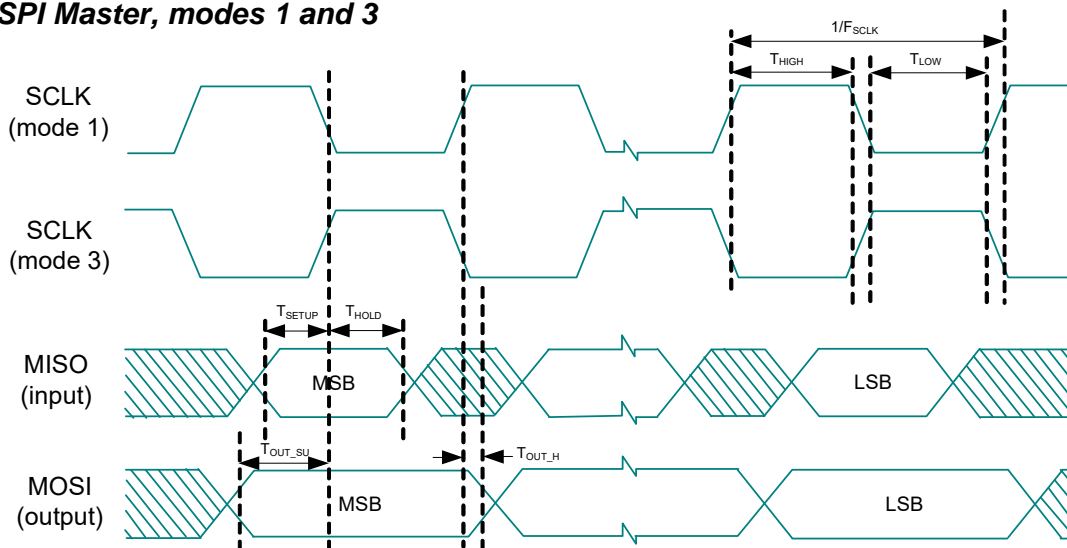 SPI Master, modes 1 and 3
1/FSCLK
THIGH
TLOW
SCLK
(mode 1)
SCLK
(mode 3)
TSETUP
THOLD
MISO
(input)
MSB
LSB
TOUT_SU
TOUT_H
MOSI
(output)
MSB
LSB